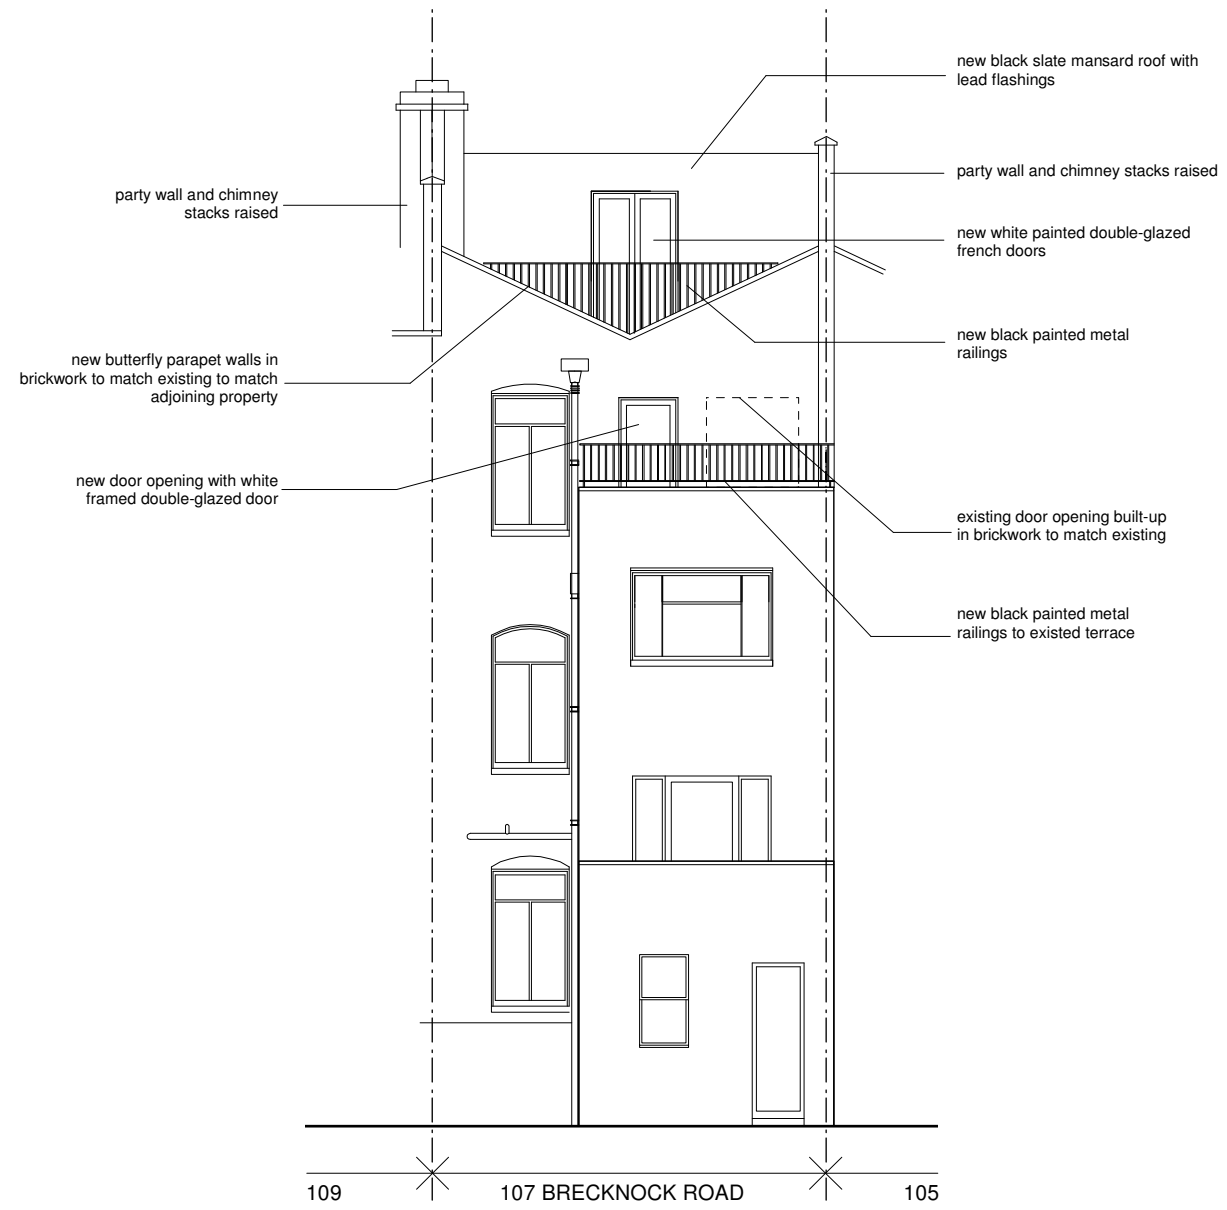 new black slate mansard roof with
lead flashings
party wall and chimney stacks raised
party wall and chimney
stacks raised
new white painted double-glazed
french doors
new black painted metal
railings
new butterfly parapet walls in
brickwork to match existing to match
adjoining property
new door opening with white
framed double-glazed door
existing door opening built-up
in brickwork to match existing
new black painted metal
railings to existed terrace
109
107 BRECKNOCK ROAD
105